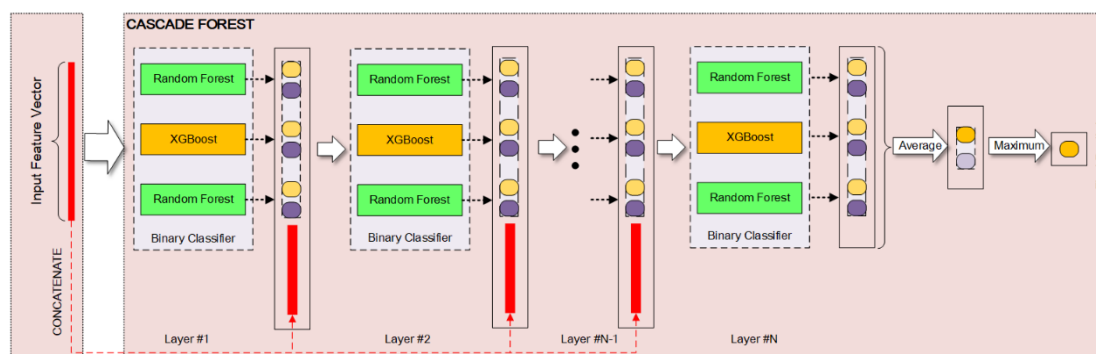 CASCADE FOREST
Input Feature Vector
CONCATENATE
Random Forest
XGBoost
Random Forest
Binary Classifier
Layer #1
Random Forest
XGBoost
Random Forest
Binary Classifier
Layer #2
Layer #N-1
Random Forest
XGBoost
Random Forest
Binary Classifier
Layer #N
Average
Maximum